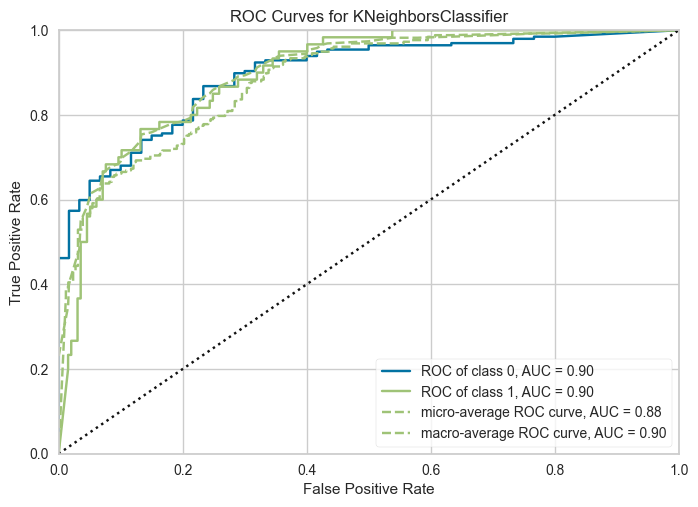 ROC Curves for KNeighborsClassifier
1.0
0.8
0.6
0.4
0.2
0.0
True Positive Rate
ROC of class 0, AUC = 0.90
ROC of class 1, AUC = 0.90
micro-average ROC curve, AUC = 0.88
macro-average ROC curve, AUC = 0.90
0.0 0.2 0.4 0.6 0.8 1.0
False Positive Rate